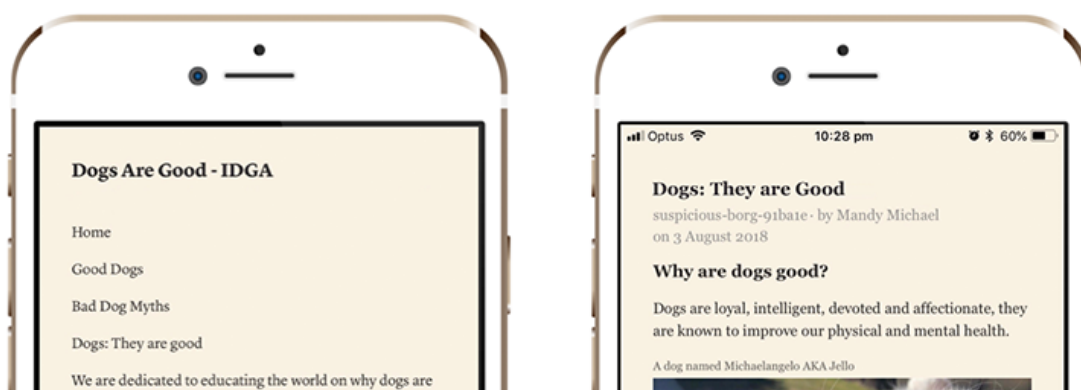 Dogs Are Good - IDGA
Home
Good Dogs
Bad Dog Myths
Dogs: They are good
We are dedicated to educating the world on why dogs are
Optus
10:28 pm
60%
Dogs: They are Good
suspicious-borg-91ba1e · by Mandy Michael
on 3 August 2018
Why are dogs good?
Dogs are loyal, intelligent, devoted and affectionate, they
are known to improve our physical and mental health.
A dog named Michaelangelo AKA Jello